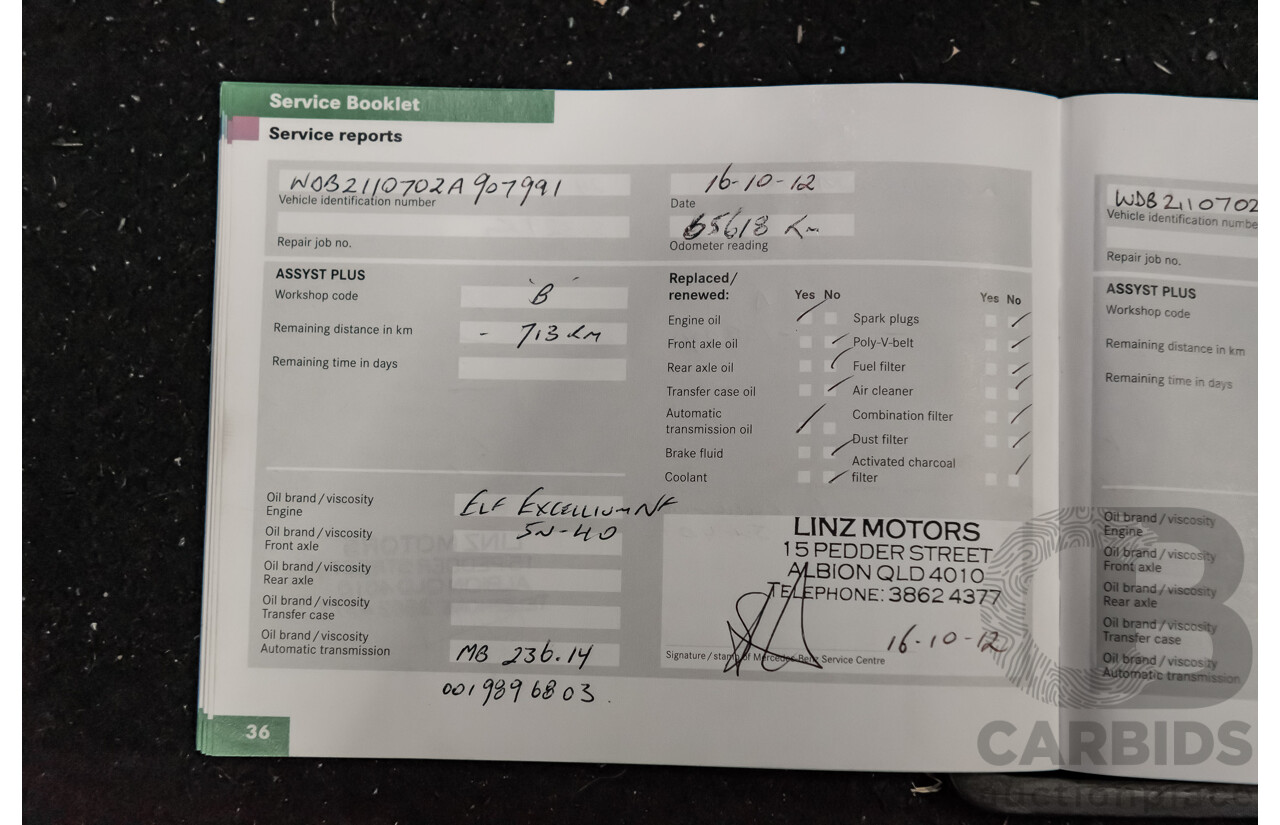 Service Booklet
Service reports
WDB2110702A907991
Vehicle identification number
Repair job no.
16-10-12
Date
65618 Km
Odometer reading
ASSYST PLUS
Workshop code
'B'
Remaining distance in km
- 713 KM
Remaining time in days
Replaced/
renewed:
Yes No
Yes No
Engine oil
Spark plugs
Front axle oil
Poly-V-belt
Rear axle oil
Fuel filter
Transfer case oil
Air cleaner
Automatic
transmission oil
Combination filter
Dust filter
Brake fluid
Activated charcoal
filter
Coolant
Oil brand/viscosity
Engine
ELF EXCELLIUM NF
5W-40
Oil brand/viscosity
Front axle
Oil brand/viscosity
Rear axle
Oil brand/viscosity
Transfer case
Oil brand/viscosity
Automatic transmission
MB 236.14
0019896803.
LINZ MOTORS
15 PEDDER STREET
ALBION QLD 4010
TELEPHONE: 3862 4377
16-10-12
Signature/stamp of Mercedes-Benz Service Centre
36
WDB2110702
Vehicle identification numbe
Repair job no.
ASSYST PLUS
Workshop code
Remaining distance in km
Remaining time in days
Oil brand/viscosity
Engine
Oil brand/viscosity
Front axle
Oil brand/viscosity
Rear axle
Oil brand/viscosity
Transfer case
Oil brand/viscosity
Automatic transmission
CARBIDS